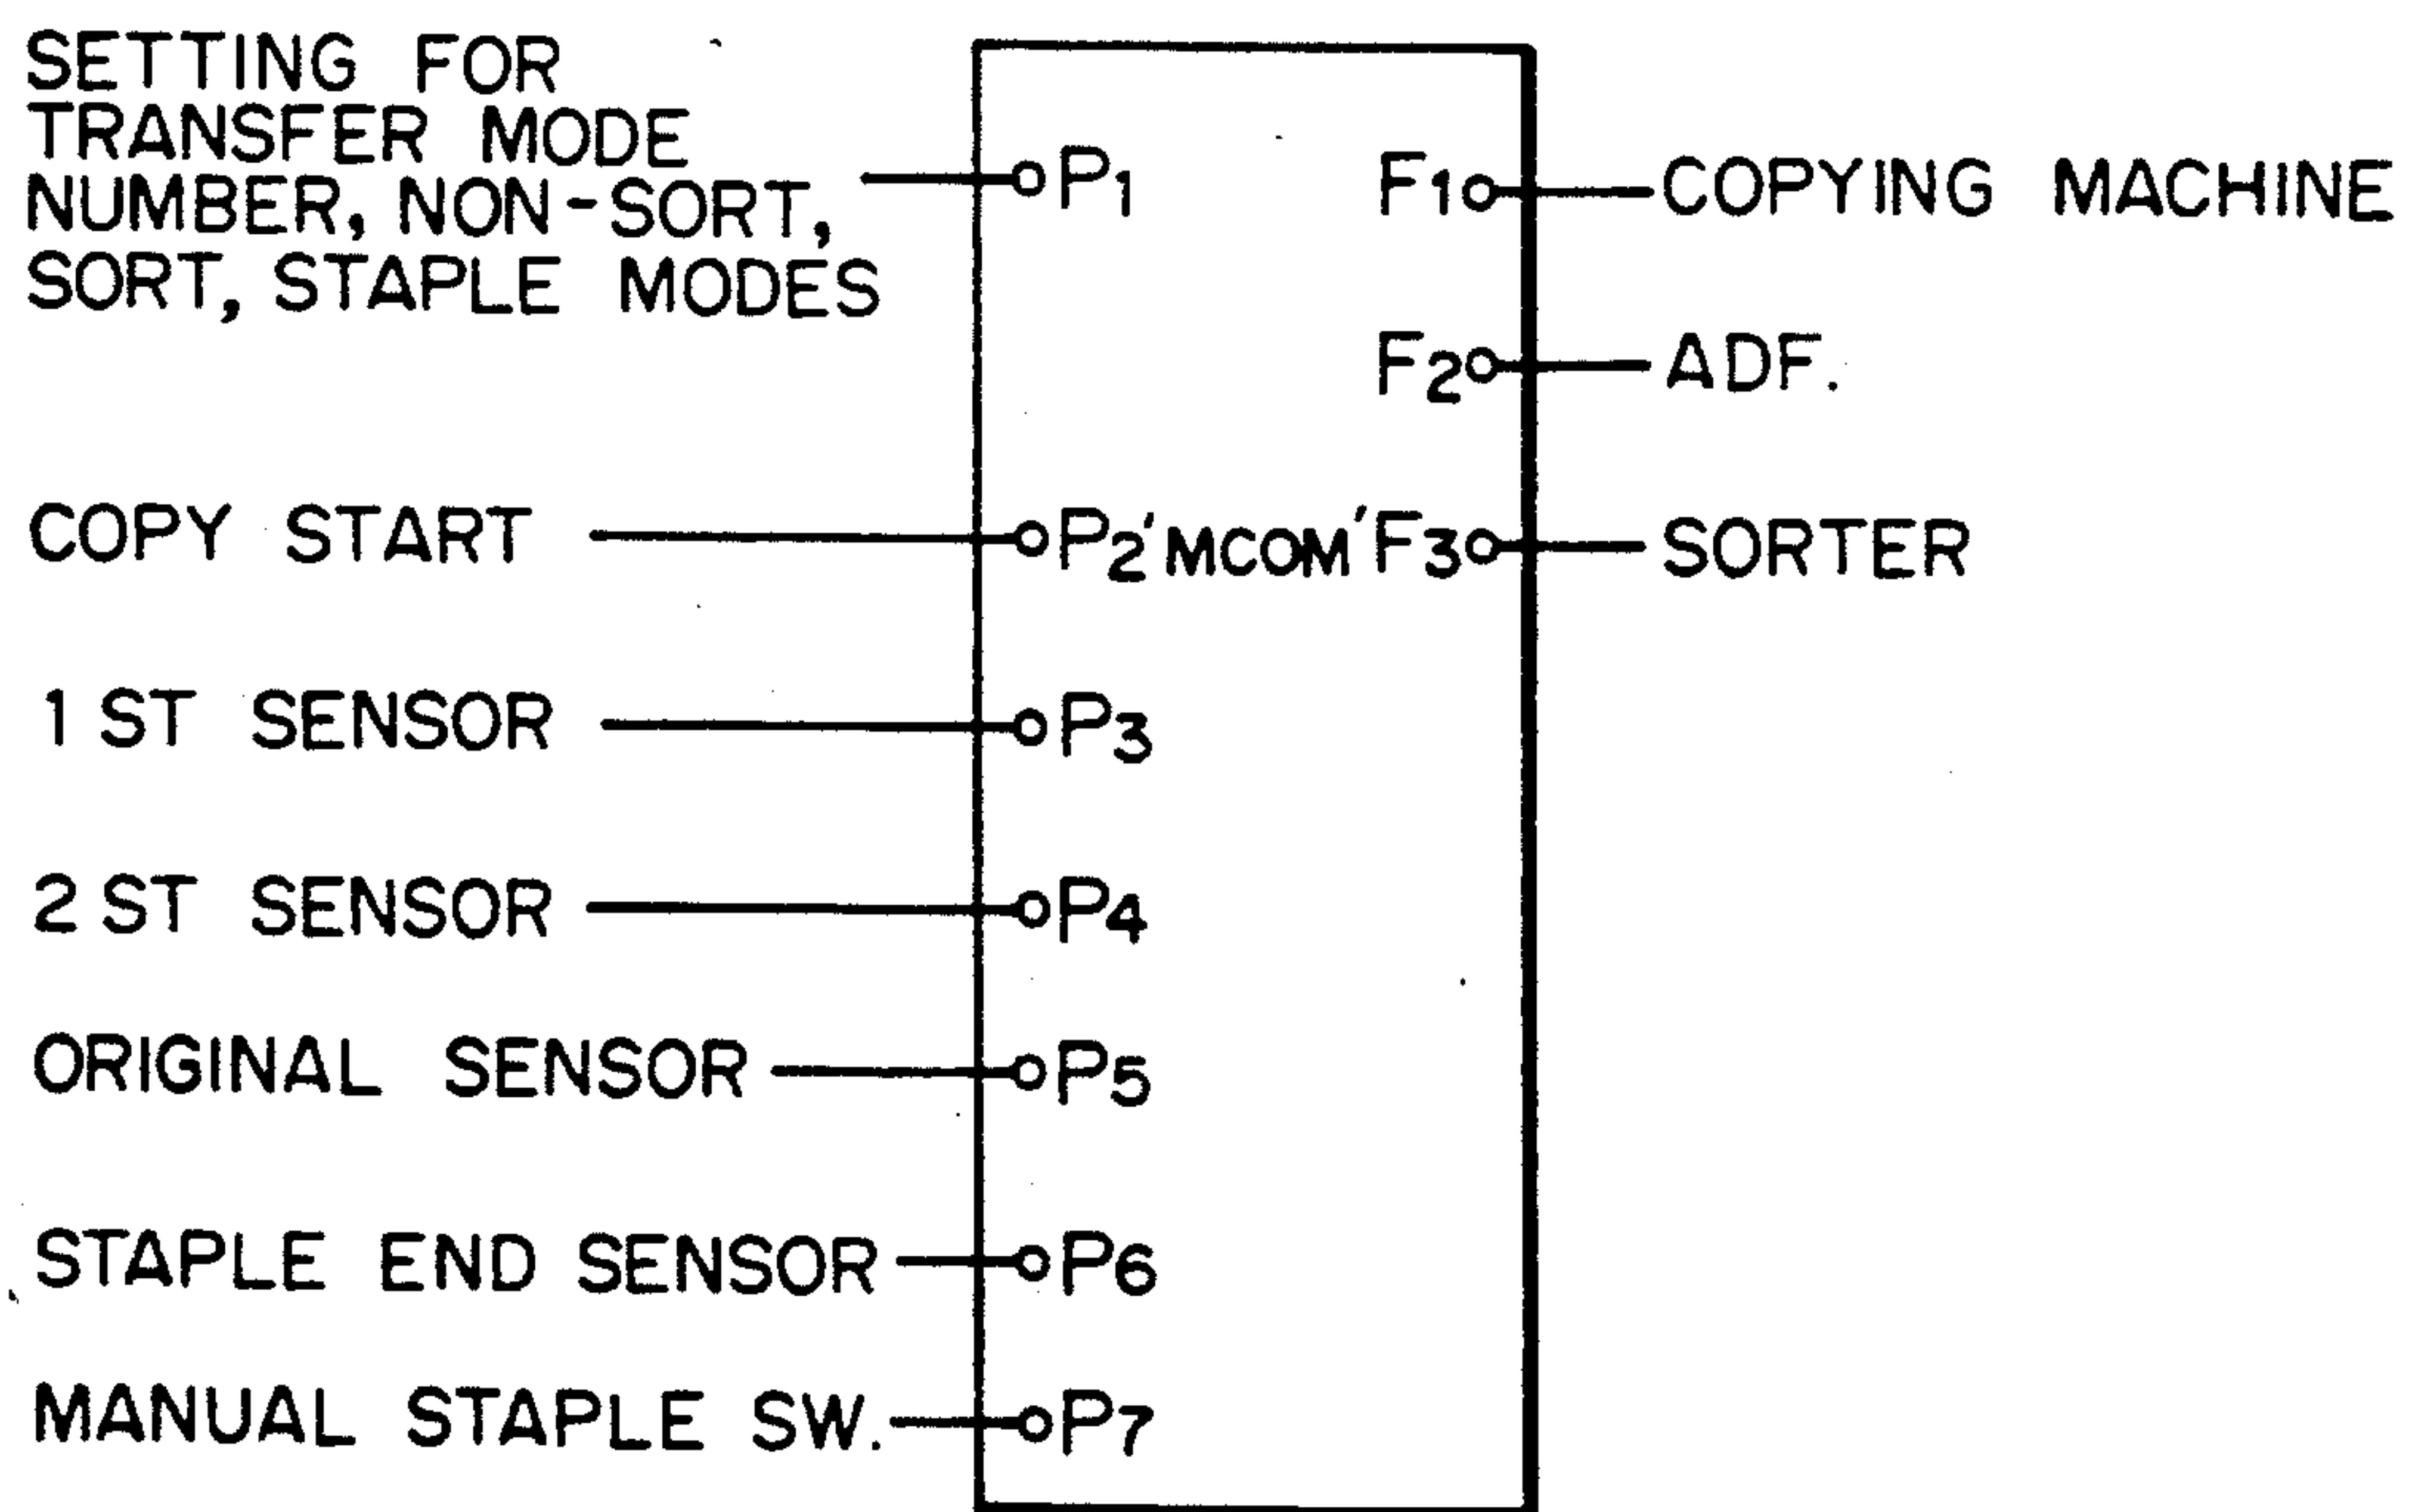 SETTING FOR
TRANSFER MODE
NUMBER, NON-SORT,
SORT, STAPLE MODES
P1
F1 COPYING MACHINE
F2 ADF.
COPY START P2 'MCOM' F3 SORTER
1 ST SENSOR P3
2 ST SENSOR P4
ORIGINAL SENSOR P5
STAPLE END SENSOR P6
MANUAL STAPLE SW. P7